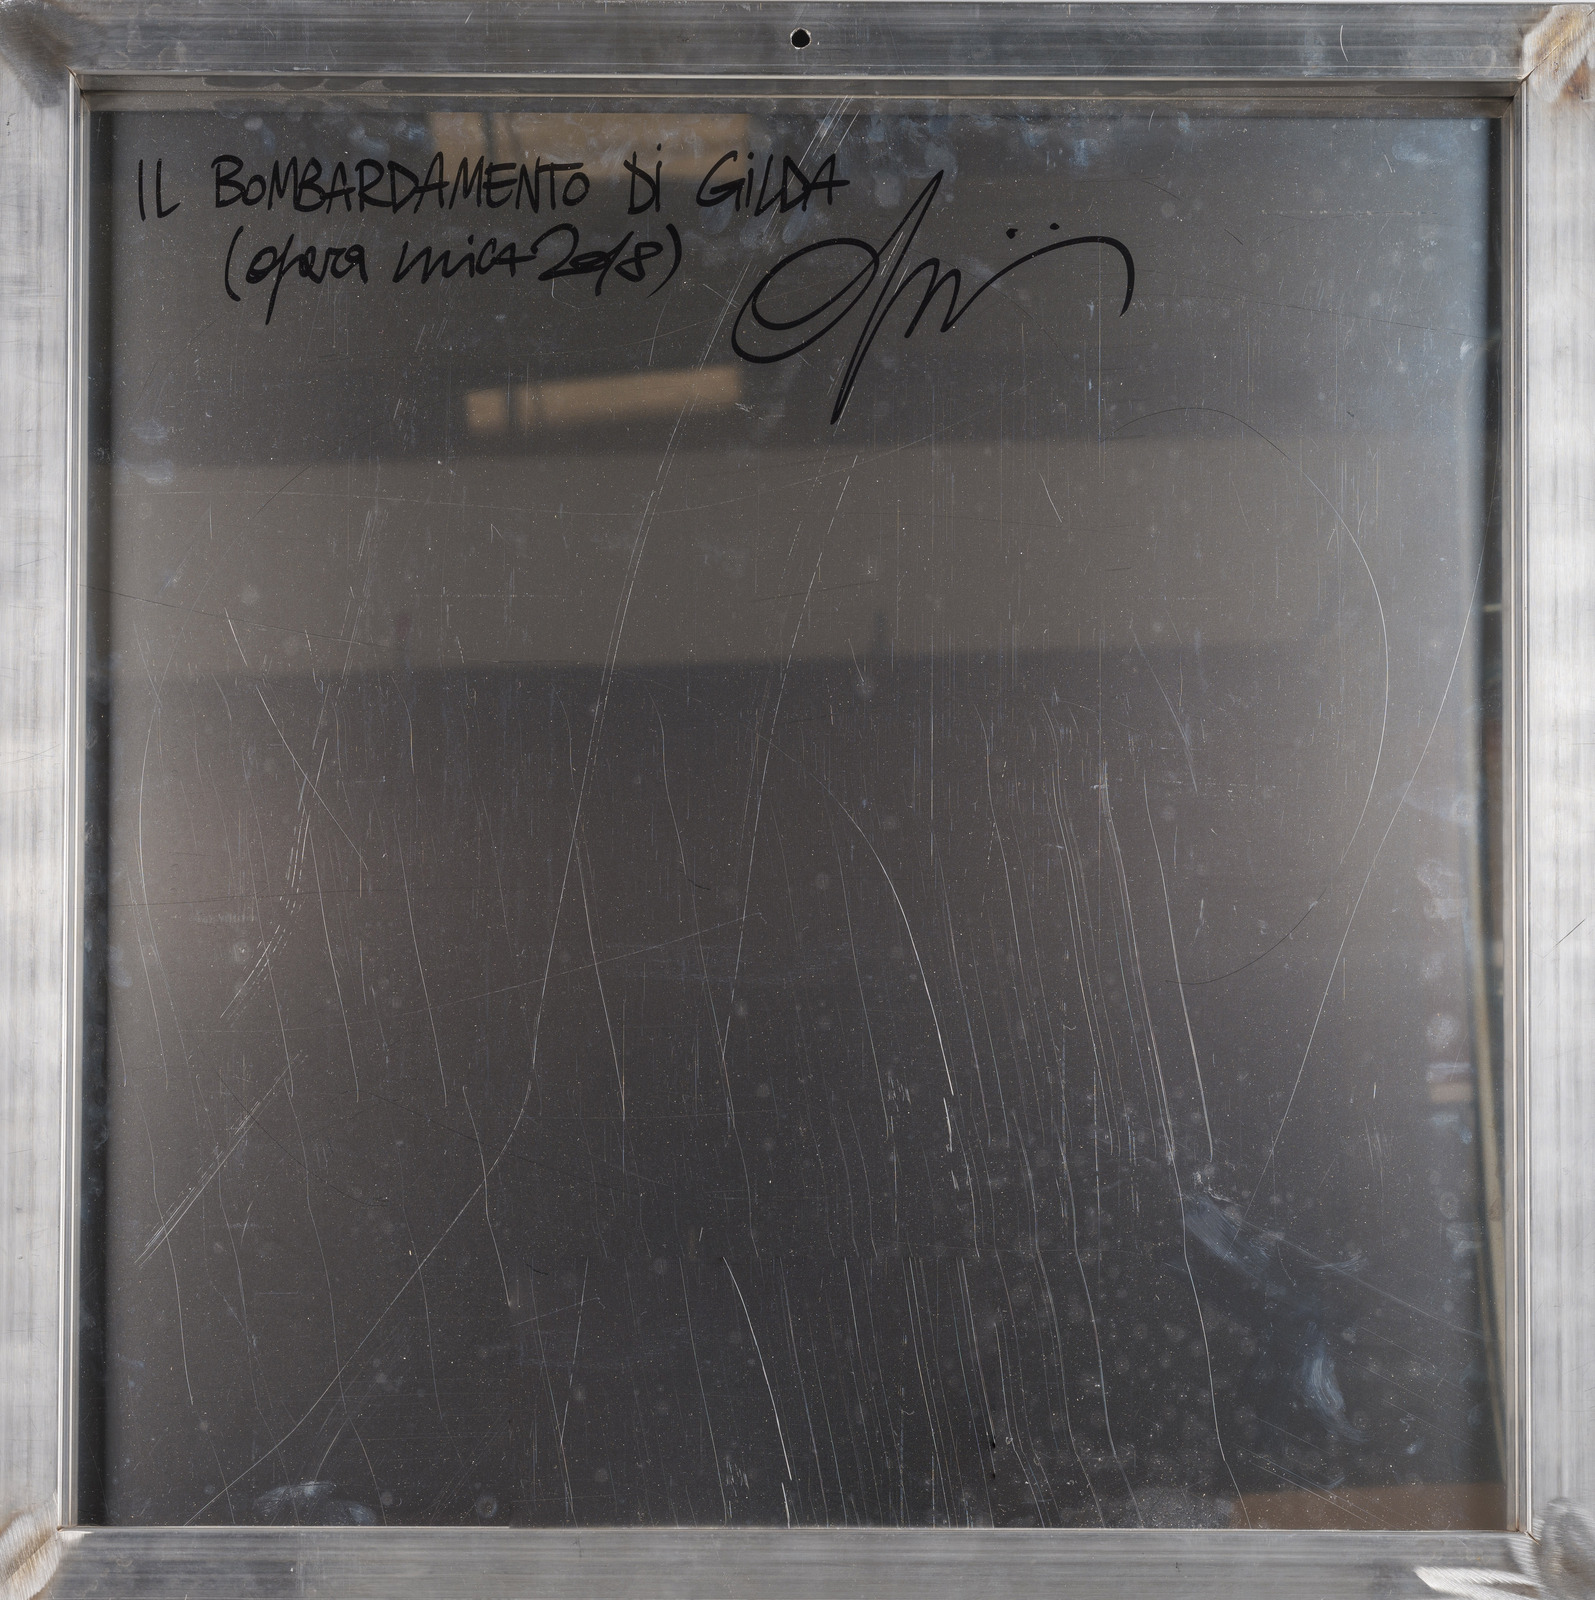 IL BOMBARDAMENTO DI GILDA
(opera unica 2018)